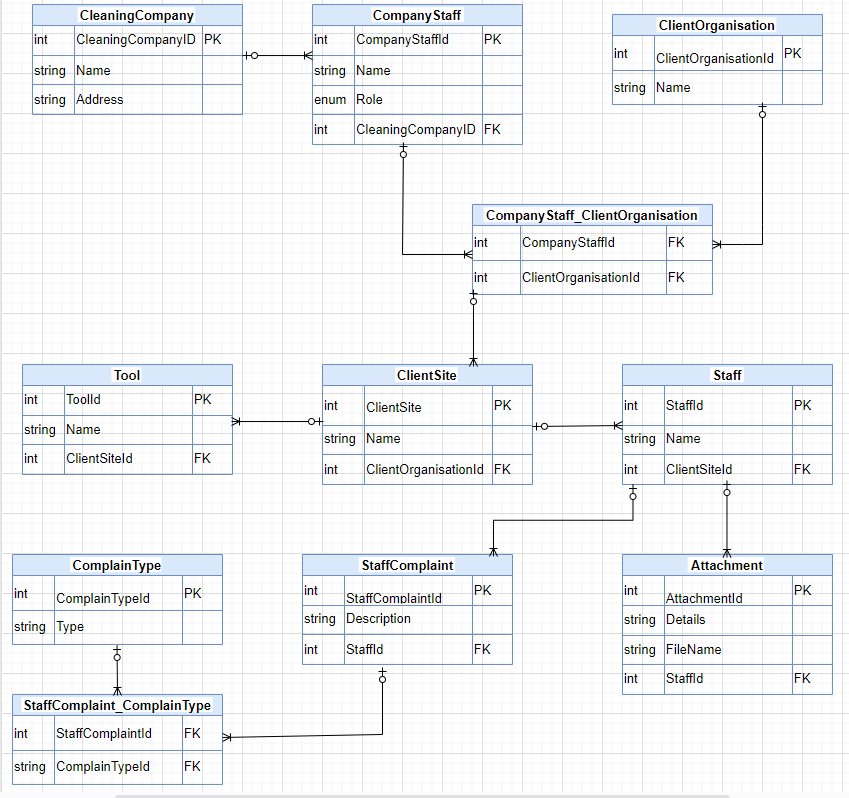 CleaningCompany
int CleaningCompanyID PK
string Name
string Address
CompanyStaff
int CompanyStaffId PK
string Name
enum Role
int CleaningCompanyID FK
ClientOrganisation
int ClientOrganisationId PK
string Name
CompanyStaff_ClientOrganisation
int CompanyStaffId FK
int ClientOrganisationId FK
Tool
int ToolId PK
string Name
int ClientSiteId FK
ClientSite
int ClientSite PK
string Name
int ClientOrganisationId FK
Staff
int StaffId PK
string Name
int ClientSiteId FK
ComplainType
int ComplainTypeId PK
string Type
StaffComplaint
int StaffComplaintId PK
string Description
int StaffId FK
Attachment
int AttachmentId PK
string Details
string FileName
int StaffId FK
StaffComplaint_ComplainType
int StaffComplaintId FK
string ComplainTypeId FK